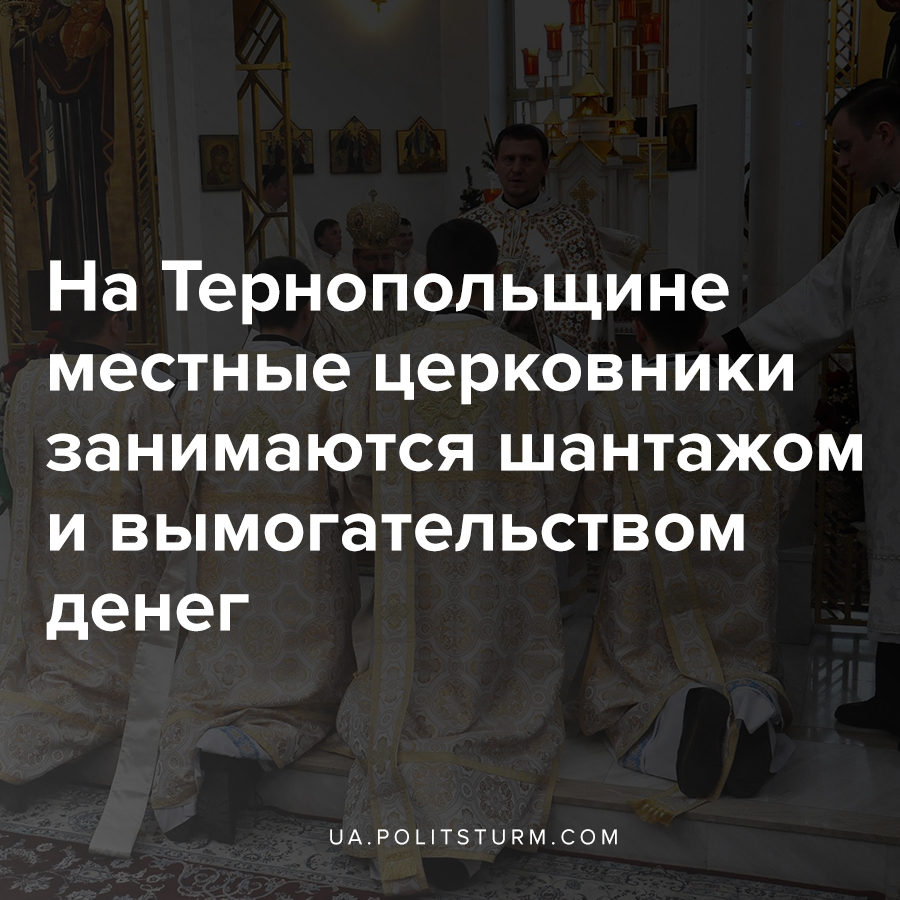 На Тернопольщине
местные церковники
занимаются шантажом
и вымогательством
денег
UA.POLITSTURM.COM